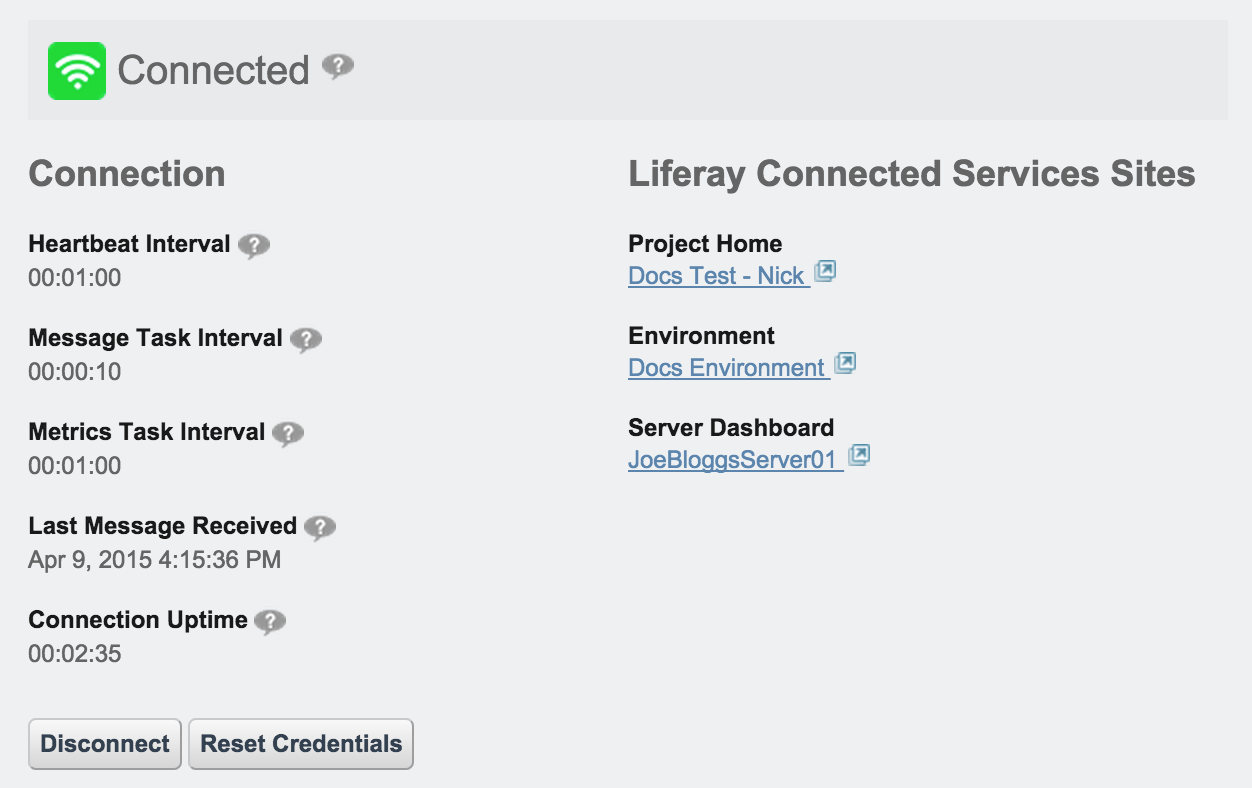 Connected
Connection
Heartbeat Interval
00:01:00
Message Task Interval
00:00:10
Metrics Task Interval
00:01:00
Last Message Received
Apr 9, 2015 4:15:36 PM
Connection Uptime
00:02:35
Disconnect Reset Credentials
Liferay Connected Services Sites
Project Home
Docs Test - Nick
Environment
Docs Environment
Server Dashboard
JoeBloggsServer01